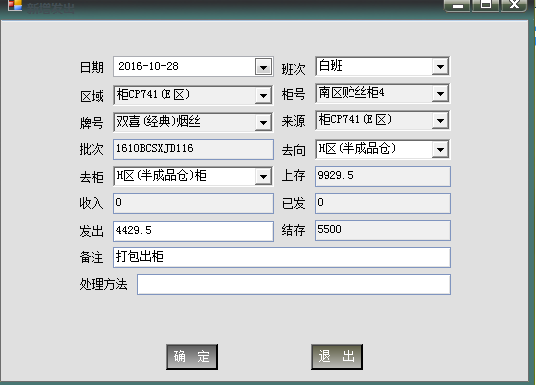 日期 2016-10-28 班次 白班
区域 柜CP741(E区) 柜号 南区贮丝柜4
牌号 双喜(经典)烟丝 来源 柜CP741(E区)
批次 1610BCSXJD116 去向 H区(半成品仓)
去柜 H区(半成品仓)柜 上存 9929.5
收入 0 已发 0
发出 4429.5 结存 5500
备注 打包出柜
处理方法
确 定 退 出